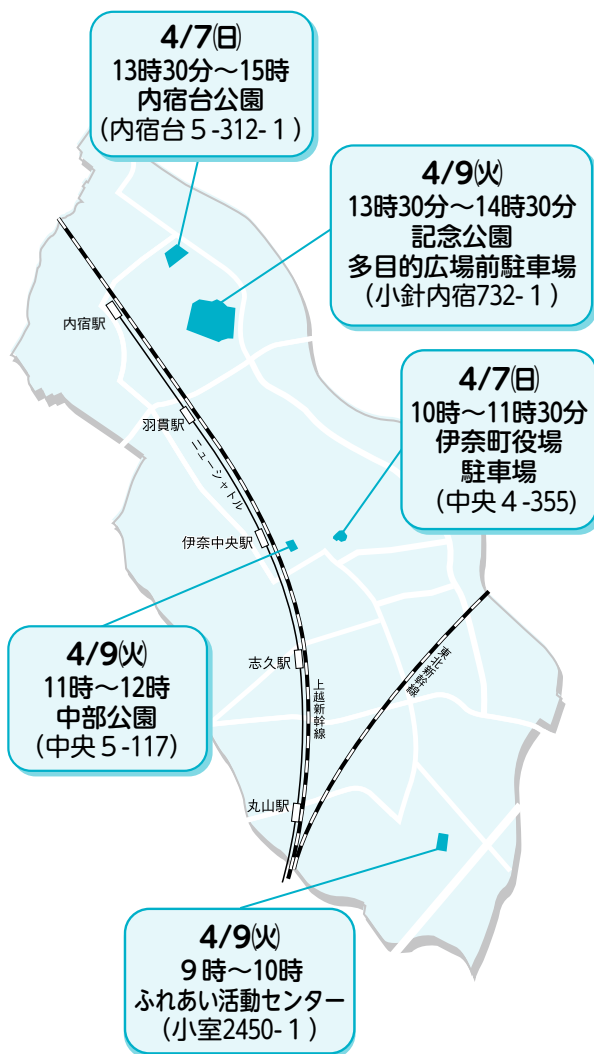 4/7㈰
13時30分～15時
内宿台公園
(内宿台5-312-1)
4/9㈫
13時30分～14時30分
記念公園
多目的広場前駐車場
(小針内宿732-1)
内宿駅
4/7㈰
10時～11時30分
伊奈町役場
駐車場
(中央4-355)
羽貫駅
ニューシャトル
伊奈中央駅
4/9㈫
11時～12時
中部公園
(中央5-117)
志久駅
上越新幹線
東北新幹線
丸山駅
4/9㈫
9時～10時
ふれあい活動センター
(小室2450-1)